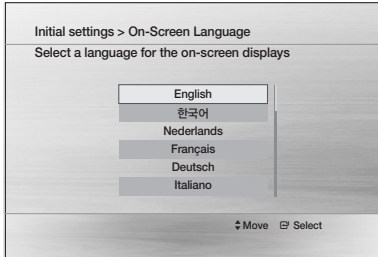 Initial settings > On-Screen Language
Select a language for the on-screen displays
English
한국어
Nederlands
Français
Deutsch
Italiano
Move Select